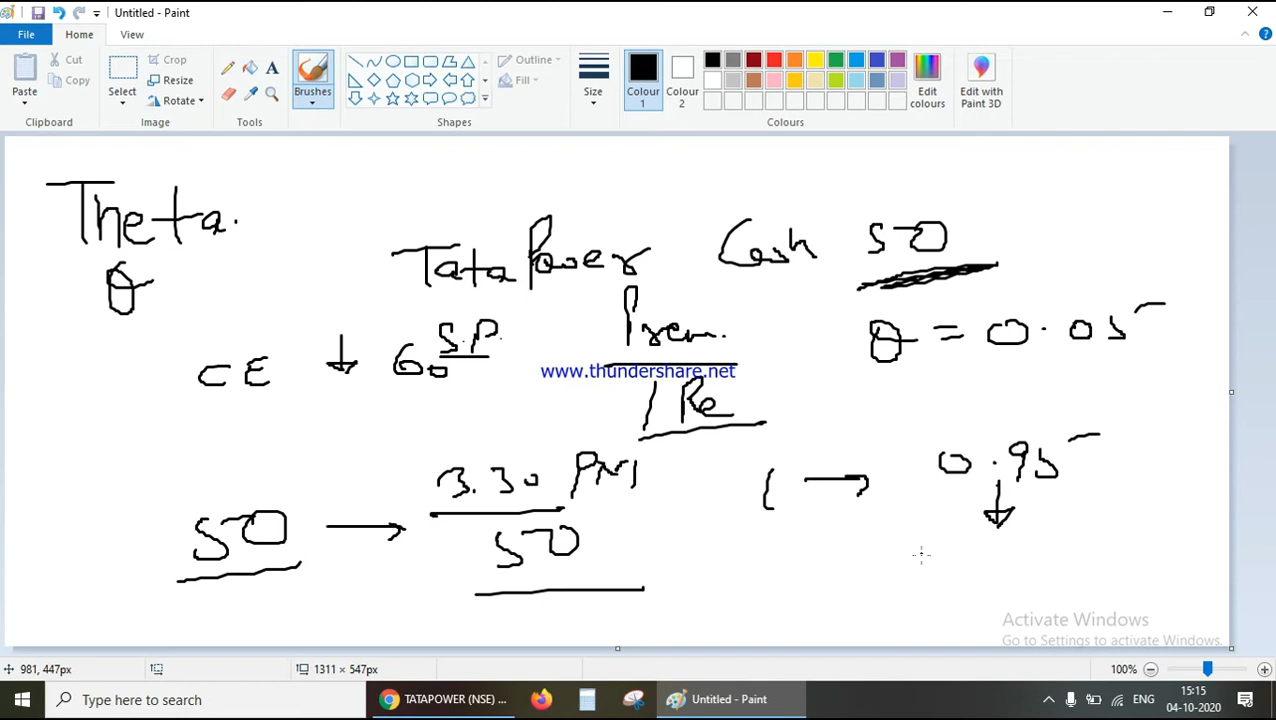 Untitled - Paint
File
Home
View
Paste
Cut
Copy
Clipboard
Select
Crop
Resize
Rotate
Image
Tools
Brushes
Outline
Fill
Shapes
Size
Colour 1
Colour 2
Edit colours
Edit with Paint 3D
Colours
Theta.
θ
Tata Power Cash 50
CE ↓ 60 S.P.
Prem.
1 Re
θ = 0.05
www.thundershare.net
50 → 3.30 PM
50
1 → 0.95
↓
Activate Windows
Go to Settings to activate Windows.
981, 447px
1311 × 547px
100%
Type here to search
TATAPOWER (NSE) ...
Untitled - Paint
ENG
15:15
04-10-2020